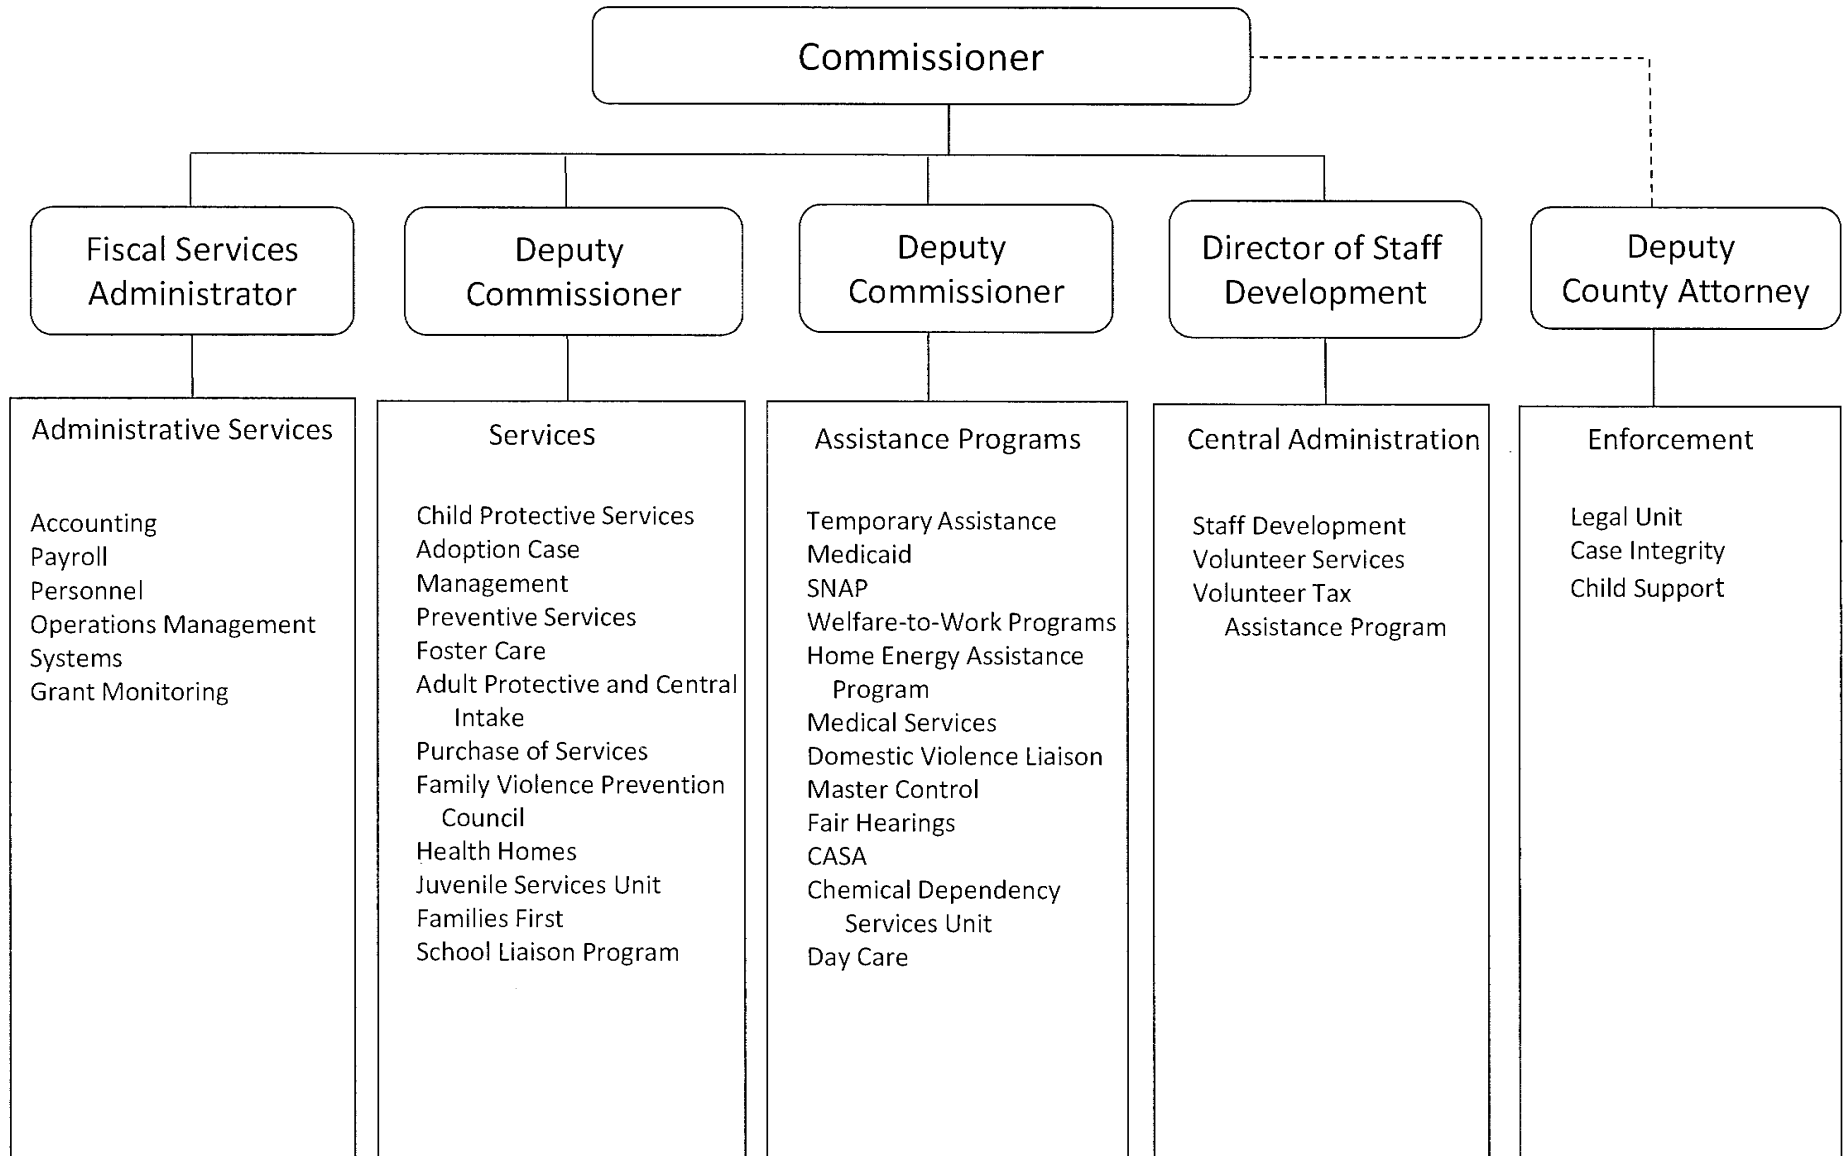 Commissioner
Fiscal Services
Administrator
Deputy
Commissioner
Deputy
Commissioner
Director of Staff
Development
Deputy
County Attorney
Administrative Services
Accounting
Payroll
Personnel
Operations Management
Systems
Grant Monitoring
Services
Child Protective Services
Adoption Case
Management
Preventive Services
Foster Care
Adult Protective and Central
Intake
Purchase of Services
Family Violence Prevention
Council
Health Homes
Juvenile Services Unit
Families First
School Liaison Program
Assistance Programs
Temporary Assistance
Medicaid
SNAP
Welfare-to-Work Programs
Home Energy Assistance
Program
Medical Services
Domestic Violence Liaison
Master Control
Fair Hearings
CASA
Chemical Dependency
Services Unit
Day Care
Central Administration
Staff Development
Volunteer Services
Volunteer Tax
Assistance Program
Enforcement
Legal Unit
Case Integrity
Child Support